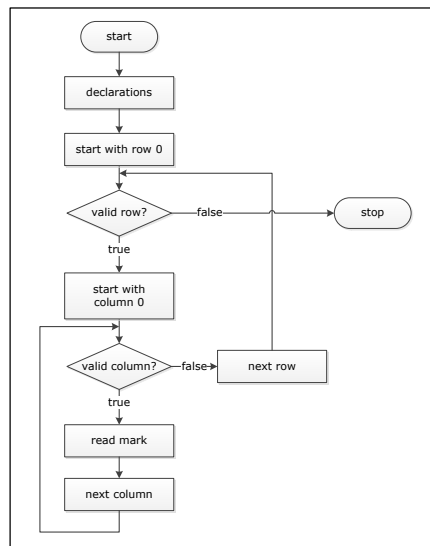 start
declarations
start with row 0
valid row?
false
stop
true
start with
column 0
valid column?
false
next row
true
read mark
next column